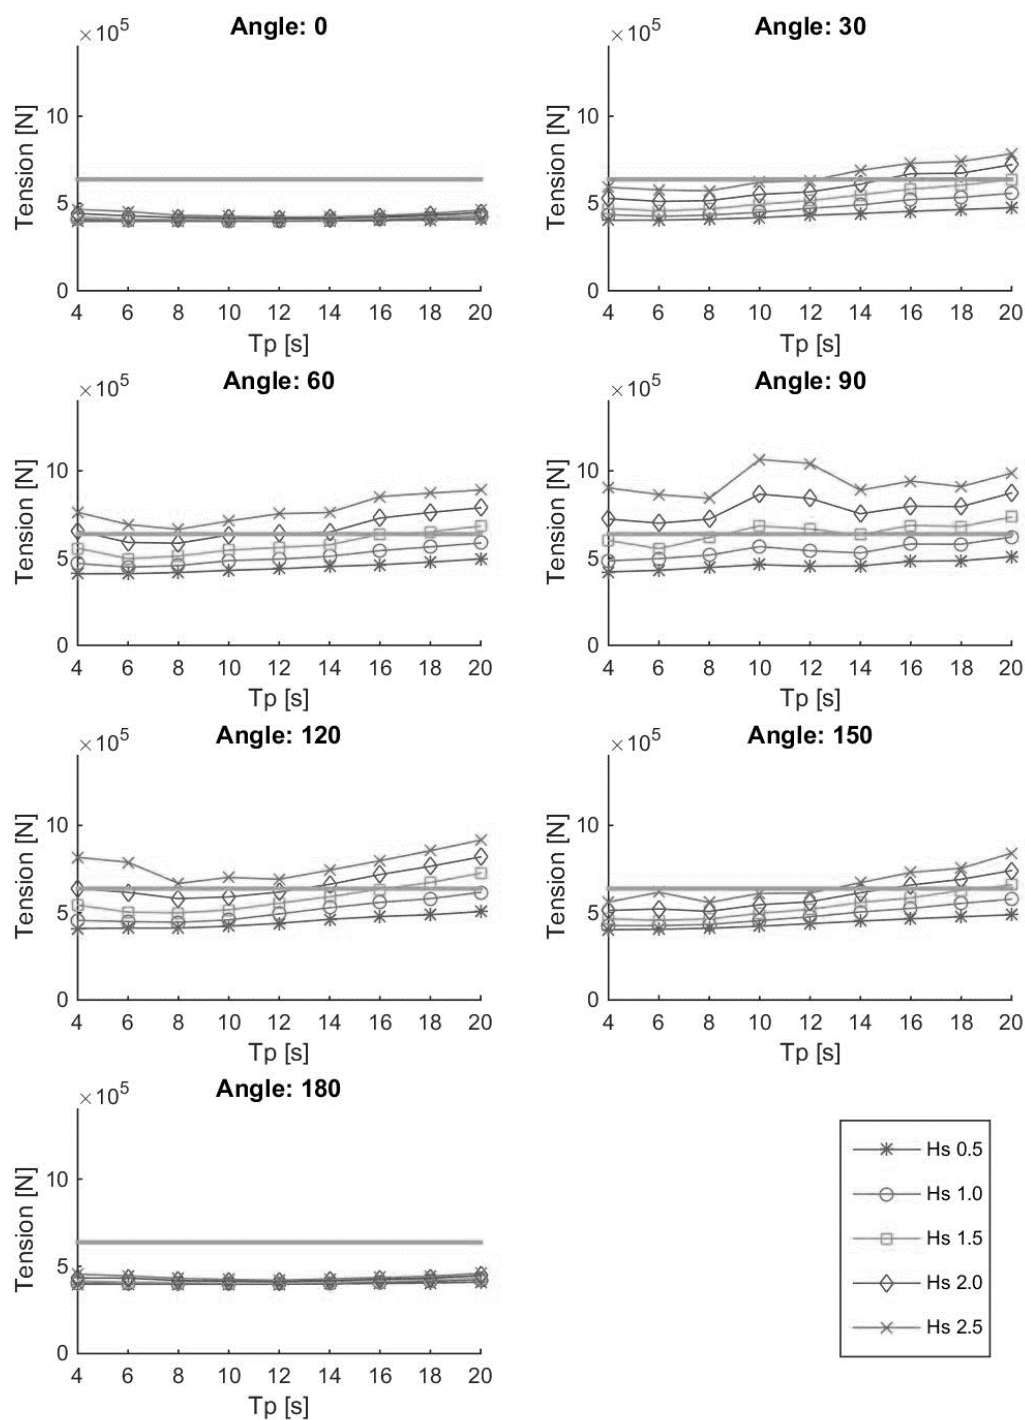 Angle: 0
×10^5
Tension [N]
10
5
0
4 6 8 10 12 14 16 18 20
Tp [s]
Angle: 30
×10^5
Tension [N]
10
5
0
4 6 8 10 12 14 16 18 20
Tp [s]
Angle: 60
×10^5
Tension [N]
10
5
0
4 6 8 10 12 14 16 18 20
Tp [s]
Angle: 90
×10^5
Tension [N]
10
5
0
4 6 8 10 12 14 16 18 20
Tp [s]
Angle: 120
×10^5
Tension [N]
10
5
0
4 6 8 10 12 14 16 18 20
Tp [s]
Angle: 150
×10^5
Tension [N]
10
5
0
4 6 8 10 12 14 16 18 20
Tp [s]
Angle: 180
×10^5
Tension [N]
10
5
0
4 6 8 10 12 14 16 18 20
Tp [s]
Hs 0.5
Hs 1.0
Hs 1.5
Hs 2.0
Hs 2.5